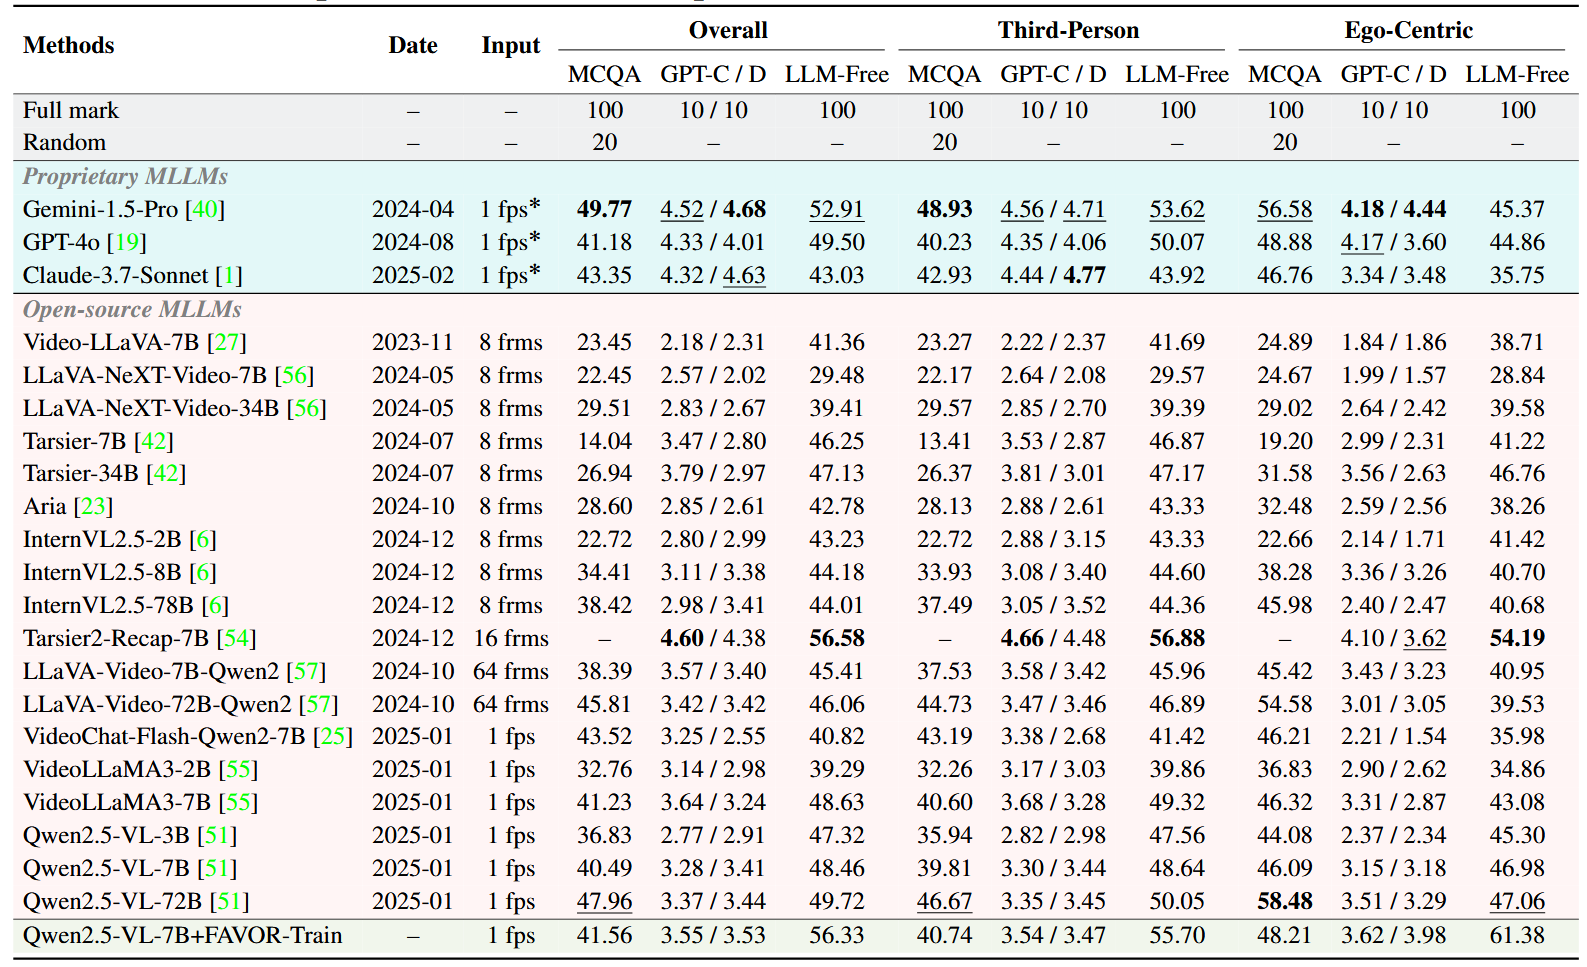 Methods Date Input Overall Third-Person Ego-Centric
MCQA GPT-C / D LLM-Free MCQA GPT-C / D LLM-Free MCQA GPT-C / D LLM-Free
Full mark – – 100 10 / 10 100 100 10 / 10 100 100 10 / 10 100
Random – – 20 – – 20 – – 20 – –
Proprietary MLLMs
Gemini-1.5-Pro [40] 2024-04 1 fps* 49.77 4.52 / 4.68 52.91 48.93 4.56 / 4.71 53.62 56.58 4.18 / 4.44 45.37
GPT-4o [19] 2024-08 1 fps* 41.18 4.33 / 4.01 49.50 40.23 4.35 / 4.06 50.07 48.88 4.17 / 3.60 44.86
Claude-3.7-Sonnet [1] 2025-02 1 fps* 43.35 4.32 / 4.63 43.03 42.93 4.44 / 4.77 43.92 46.76 3.34 / 3.48 35.75
Open-source MLLMs
Video-LLaVA-7B [27] 2023-11 8 frms 23.45 2.18 / 2.31 41.36 23.27 2.22 / 2.37 41.69 24.89 1.84 / 1.86 38.71
LLaVA-NeXT-Video-7B [56] 2024-05 8 frms 22.45 2.57 / 2.02 29.48 22.17 2.64 / 2.08 29.57 24.67 1.99 / 1.57 28.84
LLaVA-NeXT-Video-34B [56] 2024-05 8 frms 29.51 2.83 / 2.67 39.41 29.57 2.85 / 2.70 39.39 29.02 2.64 / 2.42 39.58
Tarsier-7B [42] 2024-07 8 frms 14.04 3.47 / 2.80 46.25 13.41 3.53 / 2.87 46.87 19.20 2.99 / 2.31 41.22
Tarsier-34B [42] 2024-07 8 frms 26.94 3.79 / 2.97 47.13 26.37 3.81 / 3.01 47.17 31.58 3.56 / 2.63 46.76
Aria [23] 2024-10 8 frms 28.60 2.85 / 2.61 42.78 28.13 2.88 / 2.61 43.33 32.48 2.59 / 2.56 38.26
InternVL2.5-2B [6] 2024-12 8 frms 22.72 2.80 / 2.99 43.23 22.72 2.88 / 3.15 43.33 22.66 2.14 / 1.71 41.42
InternVL2.5-8B [6] 2024-12 8 frms 34.41 3.11 / 3.38 44.18 33.93 3.08 / 3.40 44.60 38.28 3.36 / 3.26 40.70
InternVL2.5-78B [6] 2024-12 8 frms 38.42 2.98 / 3.41 44.01 37.49 3.05 / 3.52 44.36 45.98 2.40 / 2.47 40.68
Tarsier2-Recap-7B [54] 2024-12 16 frms – 4.60 / 4.38 56.58 – 4.66 / 4.48 56.88 – 4.10 / 3.62 54.19
LLaVA-Video-7B-Qwen2 [57] 2024-10 64 frms 38.39 3.57 / 3.40 45.41 37.53 3.58 / 3.42 45.96 45.42 3.43 / 3.23 40.95
LLaVA-Video-72B-Qwen2 [57] 2024-10 64 frms 45.81 3.42 / 3.42 46.06 44.73 3.47 / 3.46 46.89 54.58 3.01 / 3.05 39.53
VideoChat-Flash-Qwen2-7B [25] 2025-01 1 fps 43.52 3.25 / 2.55 40.82 43.19 3.38 / 2.68 41.42 46.21 2.21 / 1.54 35.98
VideoLLaMA3-2B [55] 2025-01 1 fps 32.76 3.14 / 2.98 39.29 32.26 3.17 / 3.03 39.86 36.83 2.90 / 2.62 34.86
VideoLLaMA3-7B [55] 2025-01 1 fps 41.23 3.64 / 3.24 48.63 40.60 3.68 / 3.28 49.32 46.32 3.31 / 2.87 43.08
Qwen2.5-VL-3B [51] 2025-01 1 fps 36.83 2.77 / 2.91 47.32 35.94 2.82 / 2.98 47.56 44.08 2.37 / 2.34 45.30
Qwen2.5-VL-7B [51] 2025-01 1 fps 40.49 3.28 / 3.41 48.46 39.81 3.30 / 3.44 48.64 46.09 3.15 / 3.18 46.98
Qwen2.5-VL-72B [51] 2025-01 1 fps 47.96 3.37 / 3.44 49.72 46.67 3.35 / 3.45 50.05 58.48 3.51 / 3.29 47.06
Qwen2.5-VL-7B+FAVOR-Train – 1 fps 41.56 3.55 / 3.53 56.33 40.74 3.54 / 3.47 55.70 48.21 3.62 / 3.98 61.38